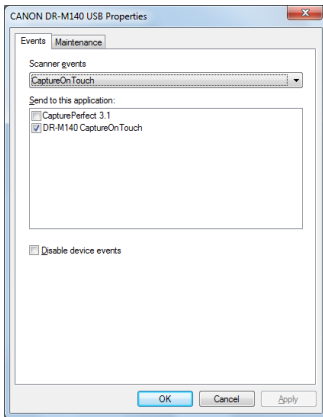 CANON DR-M140 USB Properties
Events Maintenance
Scanner events
CaptureOnTouch
Send to this application:
CapturePerfect 3.1
DR-M140 CaptureOnTouch
Disable device events
OK Cancel Apply